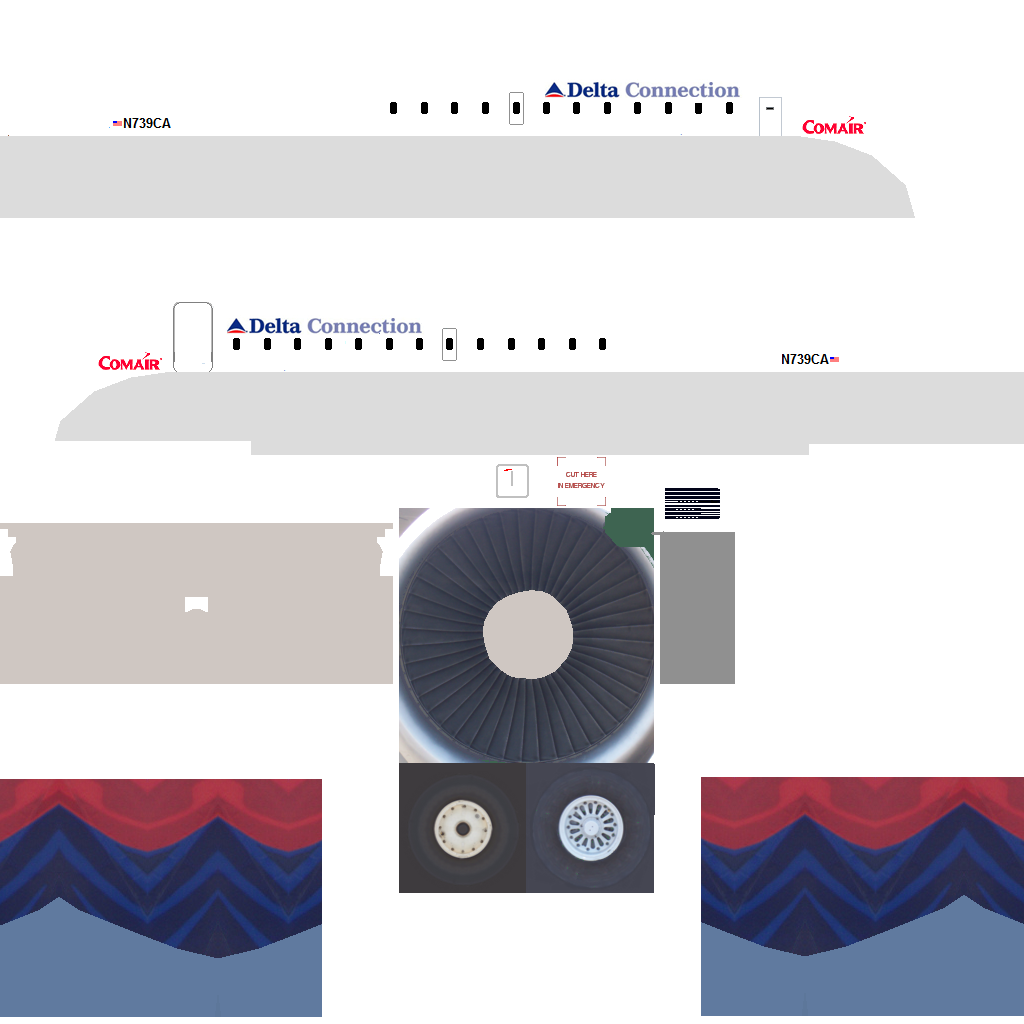 Delta Connection
N739CA
COMAIR
Delta Connection
COMAIR
N739CA
CUT HERE
IN EMERGENCY